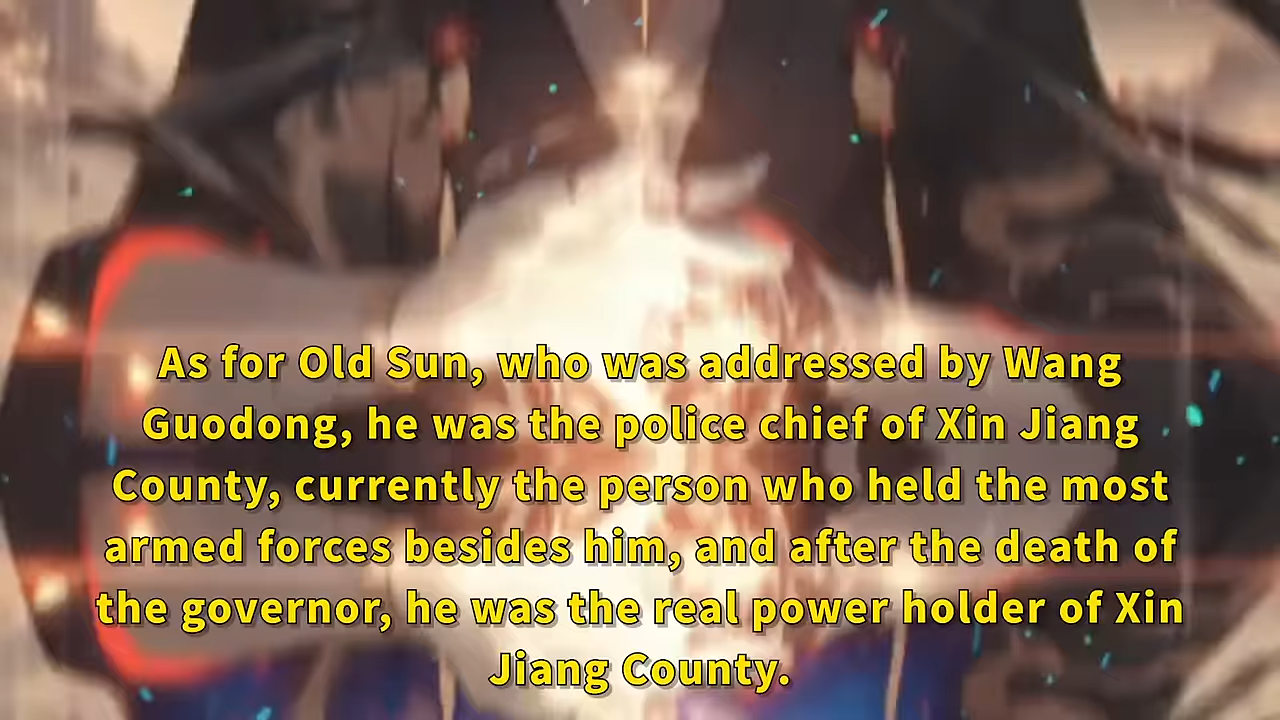 As for Old Sun, who was addressed by Wang
Guodong, he was the police chief of Xin Jiang
County, currently the person who held the most
armed forces besides him, and after the death of
the governor, he was the real power holder of Xin
Jiang County.